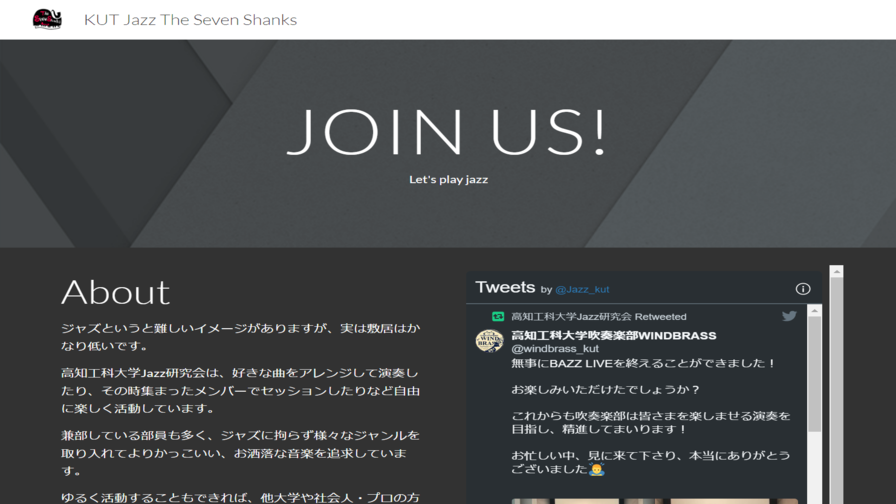 KUT Jazz The Seven Shanks
JOIN US!
Let's play jazz
About
ジャズというと難しいイメージがありますが、実は敷居はか
なり低いです。
高知工科大学Jazz研究会は、好きな曲をアレンジして演奏し
たり、その時集まったメンバーでセッションしたりなど自由
に楽しく活動しています。
兼部している部員も多く、ジャズに拘らず様々なジャンルを
取り入れてよりかっこいい、お洒落な音楽を追求していま
す。
ゆるく活動することもできれば、他大学や社会人・プロの方
Tweets by @Jazz_kut
高知工科大学Jazz研究会 Retweeted
高知工科大学吹奏楽部WINDBRASS
@windbrass_kut
無事にBAZZ LIVEを終えることができました！
お楽しみいただけたでしょうか？
これからも吹奏楽部は皆さまを楽しませる演奏を
目指し、精進してまいります！
お忙しい中、見に来て下さり、本当にありがとう
ございました🙇